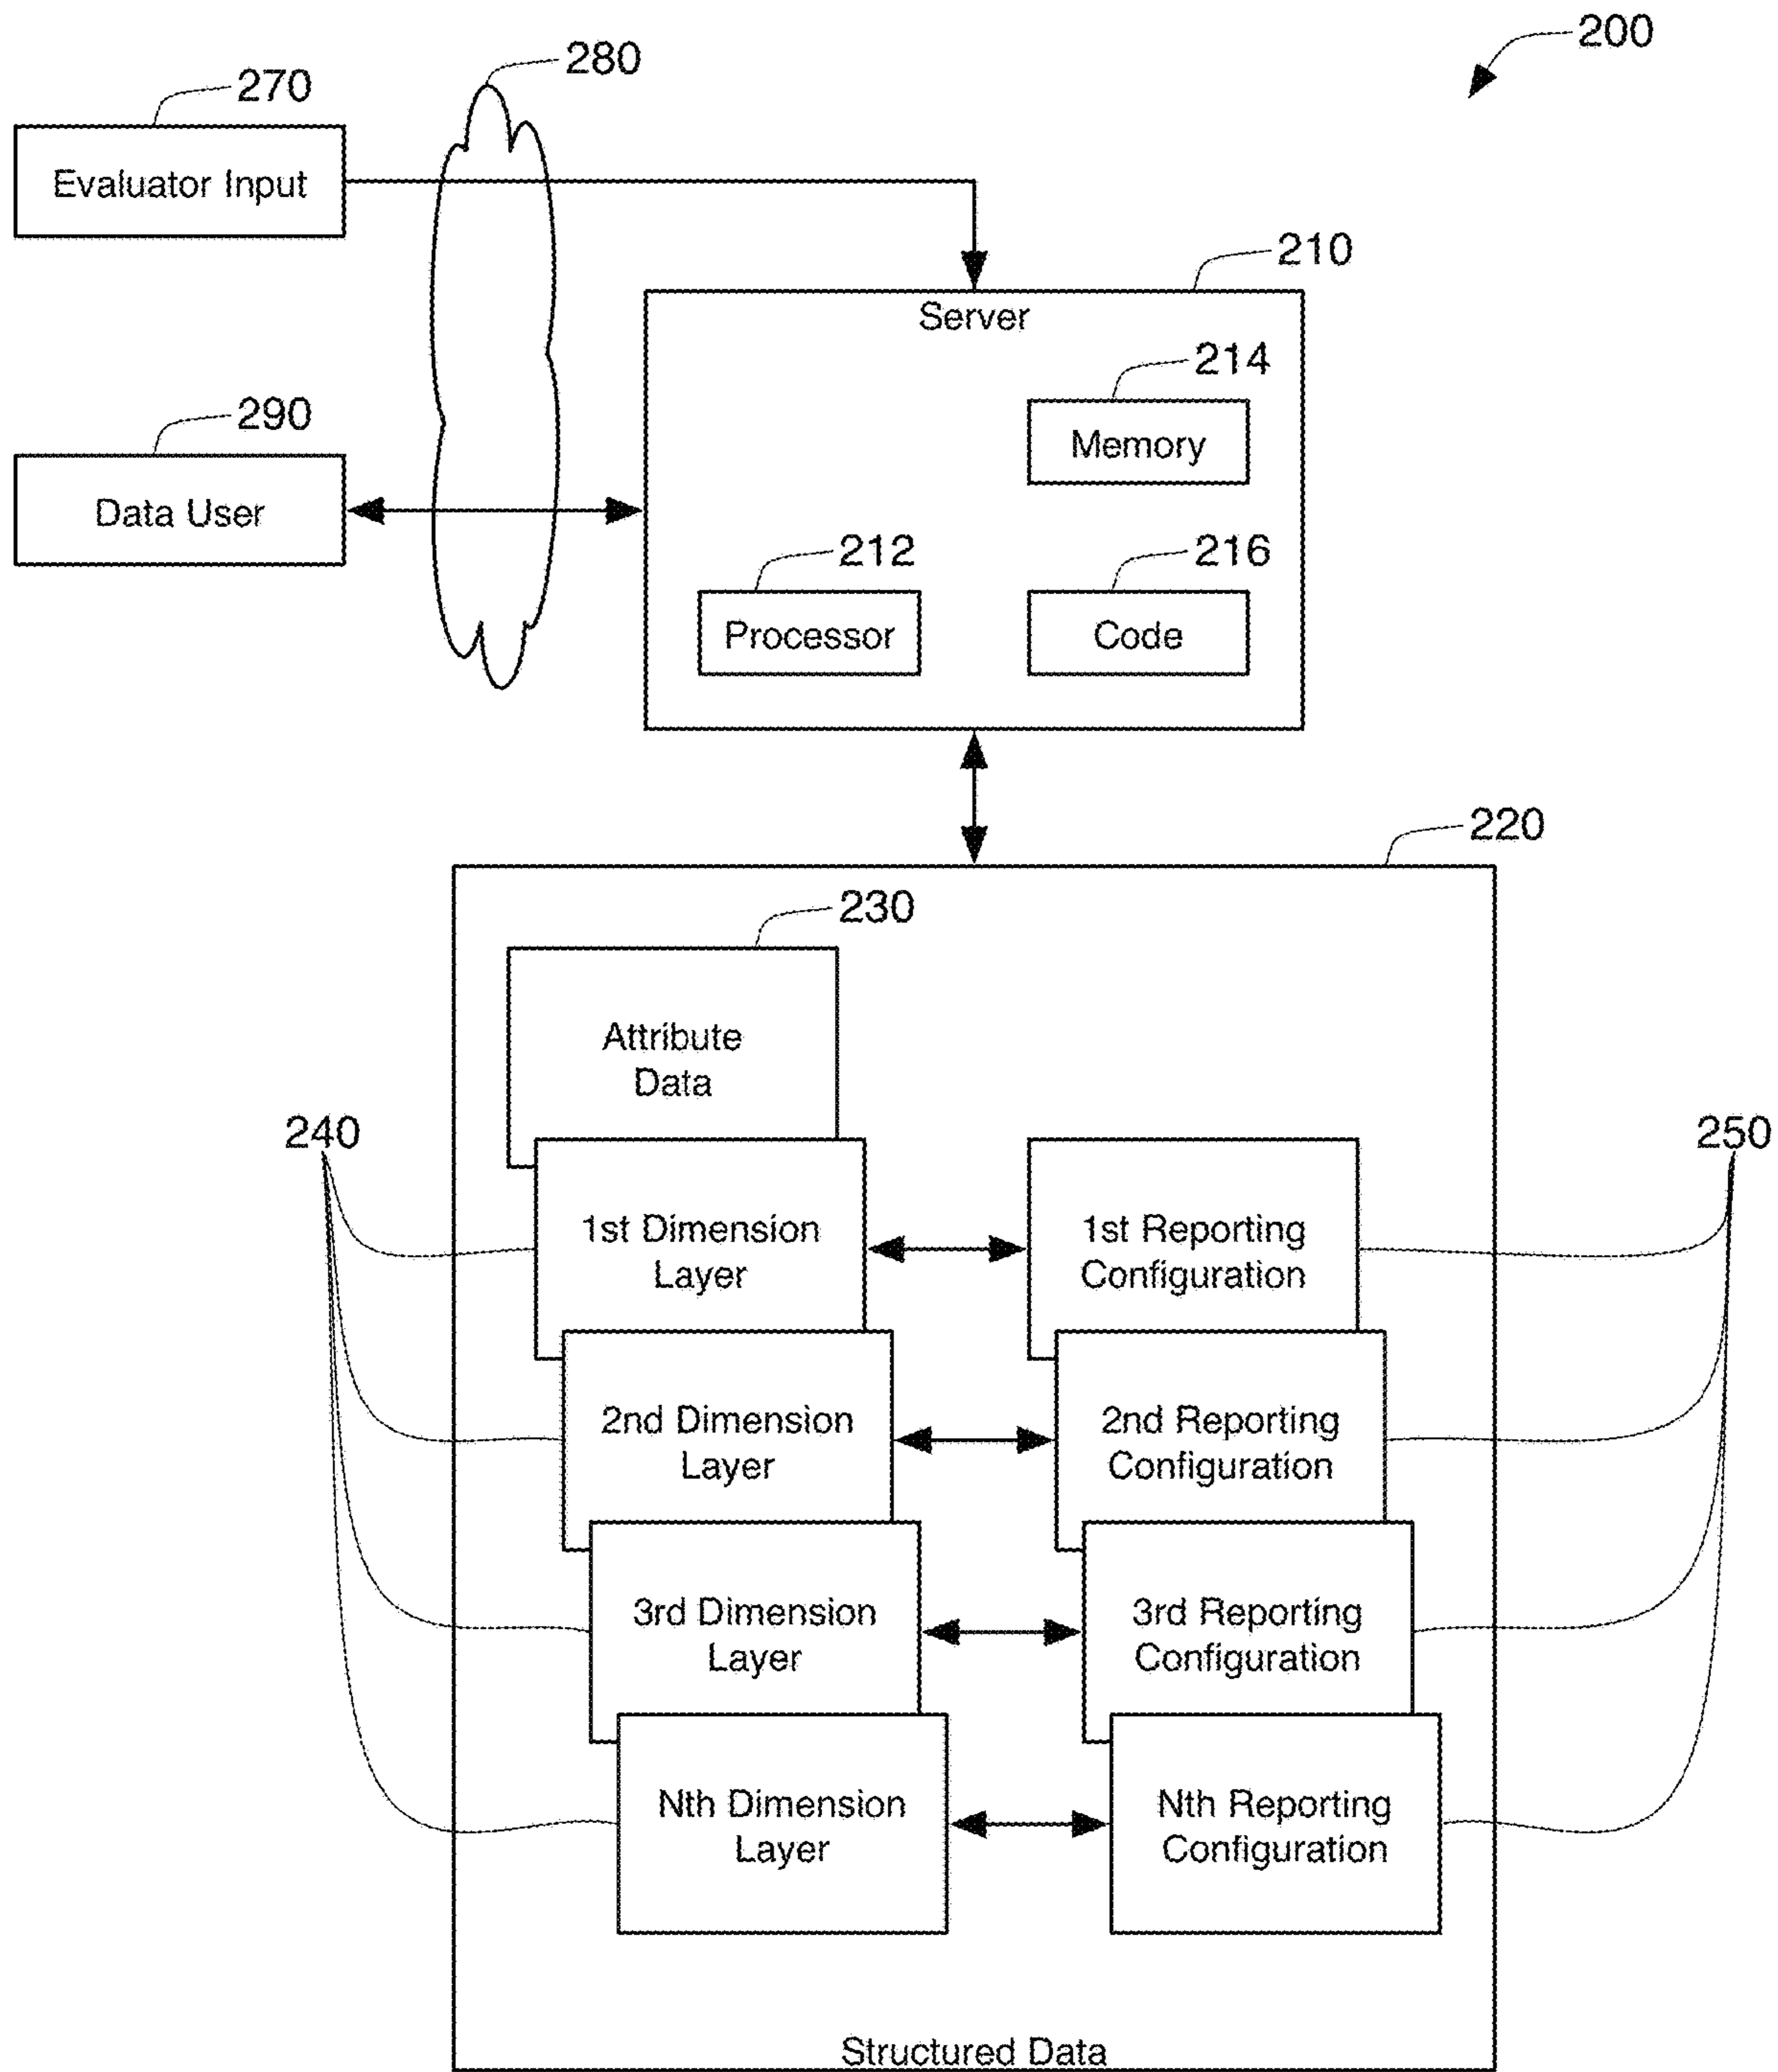 200
280
270
Evaluator Input
210
Server
214
Memory
290
Data User
212
216
Processor
Code
220
230
Attribute
Data
240
250
1st Dimension
Layer
1st Reporting
Configuration
2nd Dimension
Layer
2nd Reporting
Configuration
3rd Dimension
Layer
3rd Reporting
Configuration
Nth Dimension
Layer
Nth Reporting
Configuration
Structured Data